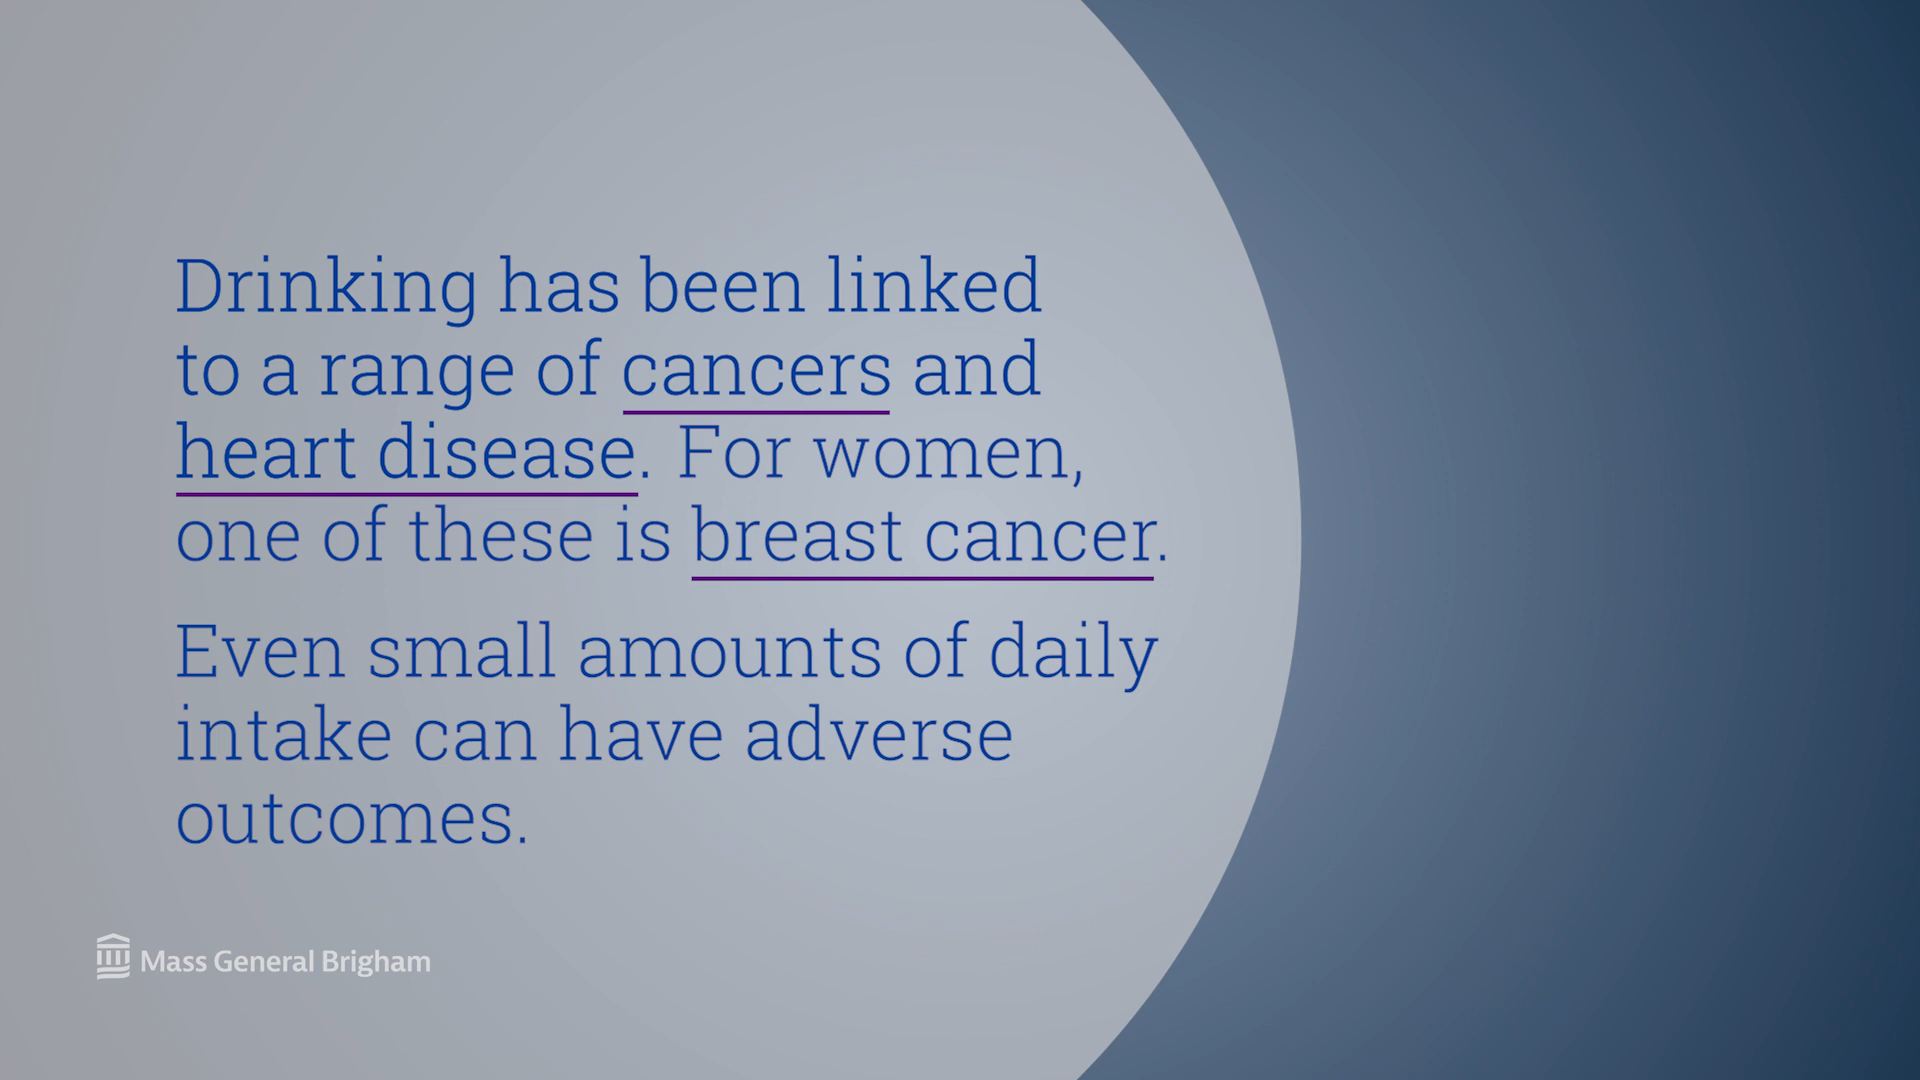 Drinking has been linked
to a range of cancers and
heart disease. For women,
one of these is breast cancer.
Even small amounts of daily
intake can have adverse
outcomes.
Mass General Brigham